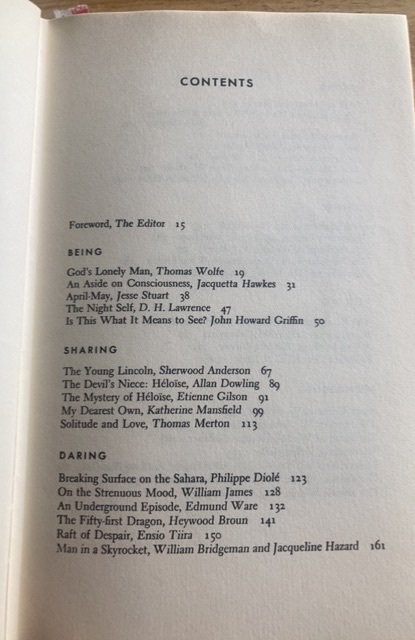 CONTENTS
Foreword, The Editor 15
BEING
God's Lonely Man, Thomas Wolfe 19
An Aside on Consciousness, Jacquetta Hawkes 31
April-May, Jesse Stuart 38
The Night Self, D. H. Lawrence 47
Is This What It Means to See? John Howard Griffin 50
SHARING
The Young Lincoln, Sherwood Anderson 67
The Devil's Niece: Héloïse, Allan Dowling 89
The Mystery of Héloïse, Etienne Gilson 91
My Dearest Own, Katherine Mansfield 99
Solitude and Love, Thomas Merton 113
DARING
Breaking Surface on the Sahara, Philippe Diolé 123
On the Strenuous Mood, William James 128
An Underground Episode, Edmund Ware 132
The Fifty-first Dragon, Heywood Broun 141
Raft of Despair, Ensio Tiira 150
Man in a Skyrocket, William Bridgeman and Jacqueline Hazard 161